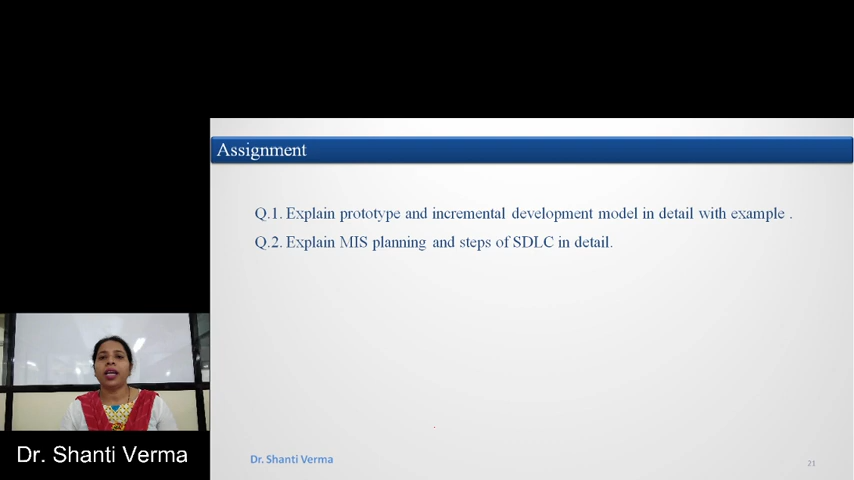 Assignment
Q.1. Explain prototype and incremental development model in detail with example .
Q.2. Explain MIS planning and steps of SDLC in detail.
Dr. Shanti Verma
Dr. Shanti Verma
21